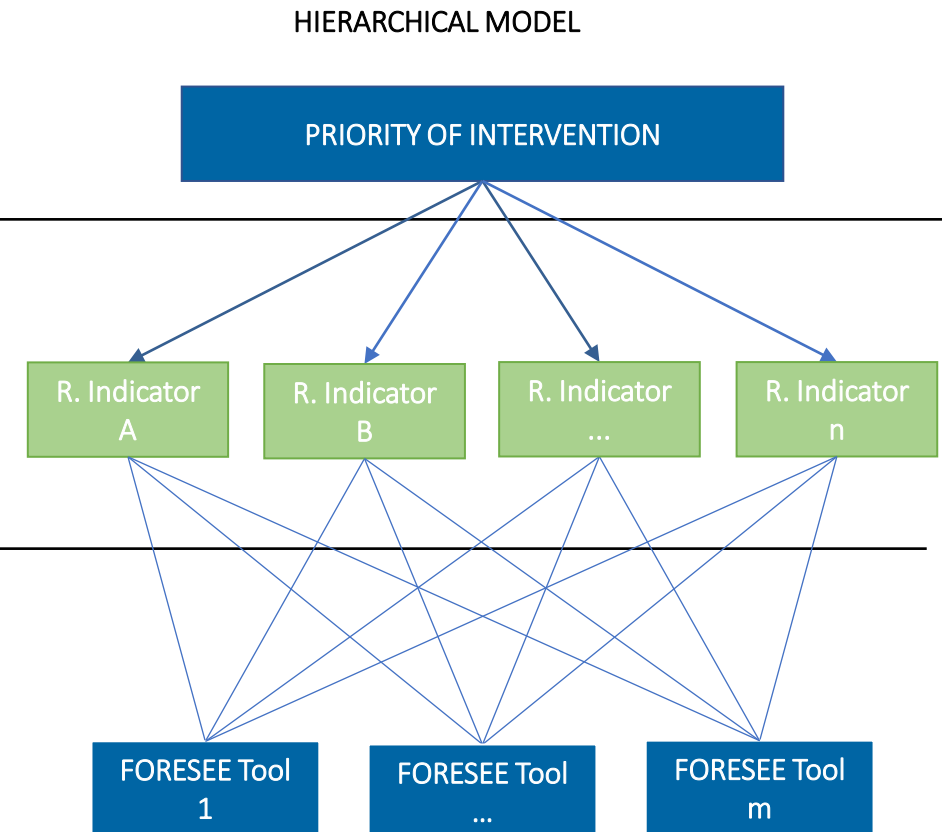 HIERARCHICAL MODEL
PRIORITY OF INTERVENTION
R. Indicator
A
R. Indicator
B
R. Indicator
...
R. Indicator
n
FORESEE Tool
1
FORESEE Tool
...
FORESEE Tool
m